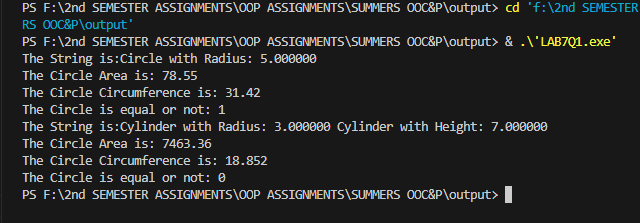 PS F:\2nd SEMESTER ASSIGNMENTS\OOP ASSIGNMENTS\SUMMERS OOC&P\output> cd 'f:\2nd SEMESTER
RS OOC&P\output'
PS F:\2nd SEMESTER ASSIGNMENTS\OOP ASSIGNMENTS\SUMMERS OOC&P\output> & .\'LAB7Q1.exe'
The String is:Circle with Radius: 5.000000
The Circle Area is: 78.55
The Circle Circumference is: 31.42
The Circle is equal or not: 1
The String is:Cylinder with Radius: 3.000000 Cylinder with Height: 7.000000
The Circle Area is: 7463.36
The Circle Circumference is: 18.852
The Circle is equal or not: 0
PS F:\2nd SEMESTER ASSIGNMENTS\OOP ASSIGNMENTS\SUMMERS OOC&P\output>